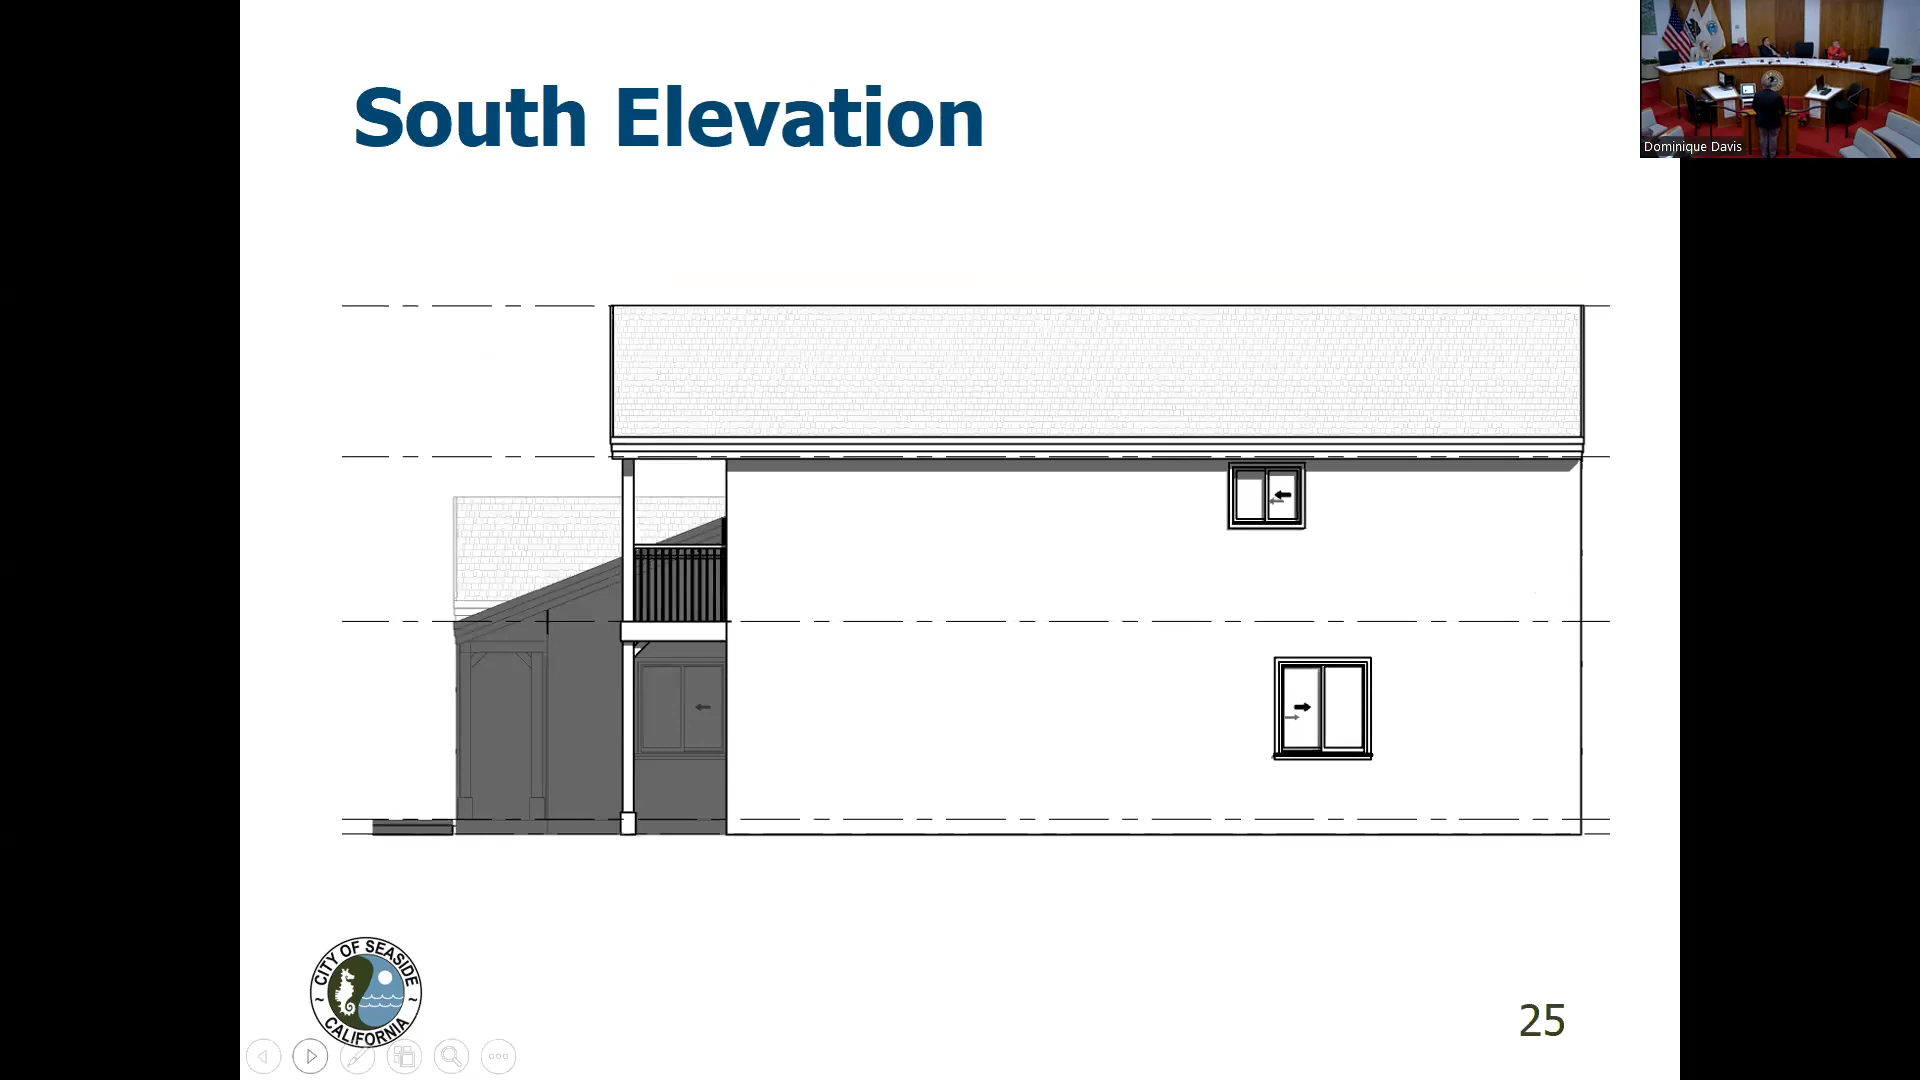 South Elevation
Dominique Davis
CITY OF SEASIDE
~ ~
CALIFORNIA
25